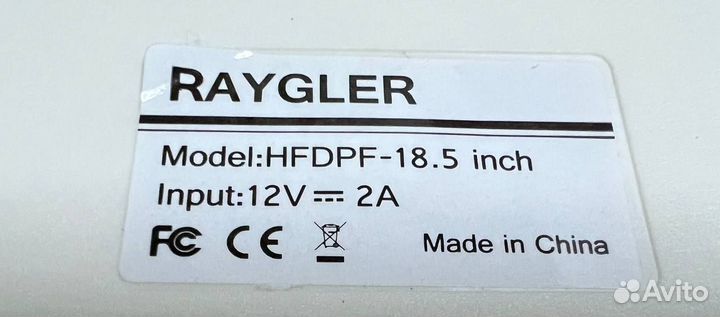 RAYGLER
Model:HFDPF-18.5 inch
Input:12V ⎓ 2A
FC CE Made in China
Avito